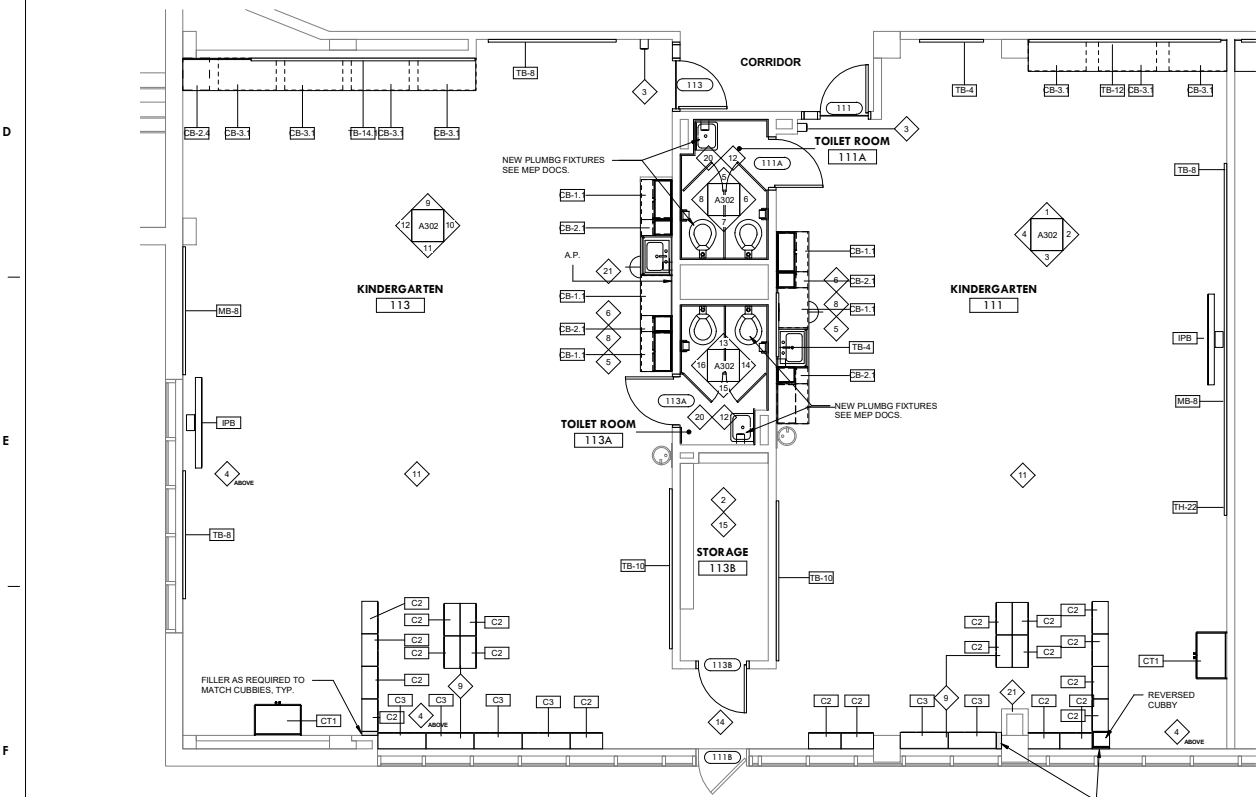 CORRIDOR
TB-8
113
3
111
TB-4
CB-3.1
TB-12
CB-3.1
CB-3.1
D
CB-2.4
CB-3.1
CB-3.1
TB-14.1
CB-3.1
CB-3.1
3
TOILET ROOM
111A
NEW PLUMBG FIXTURES
SEE MEP DOCS.
20
12
111A
TB-8
5
8
A302
6
7
CB-1.1
CB-2.1
9
12
A302
10
11
1
4
A302
2
3
A.P.
21
CB-1.1
6
CB-2.1
KINDERGARTEN
113
KINDERGARTEN
111
CB-1.1
8
CB-1.1
MB-8
6
CB-2.1
5
8
CB-1.1
5
13
16
A302
14
15
TB-4
IPB
CB-2.1
113A
MB-8
NEW PLUMBG FIXTURES
SEE MEP DOCS.
20
12
IPB
TOILET ROOM
113A
E
4
ABOVE
11
11
2
15
TH-22
TB-8
STORAGE
113B
TB-10
TB-10
C2
C2
C2
C2
C2
C2
C2
C2
C2
C2
C2
C2
C2
113B
CT1
FILLER AS REQUIRED TO
MATCH CUBBIES, TYP.
C2
9
C2
C3
C3
C3
C3
C2
C2
C2
C3
9
C3
21
C2
C2
REVERSED
CUBBY
CT1
C2
4
ABOVE
14
C2
4
ABOVE
F
111B